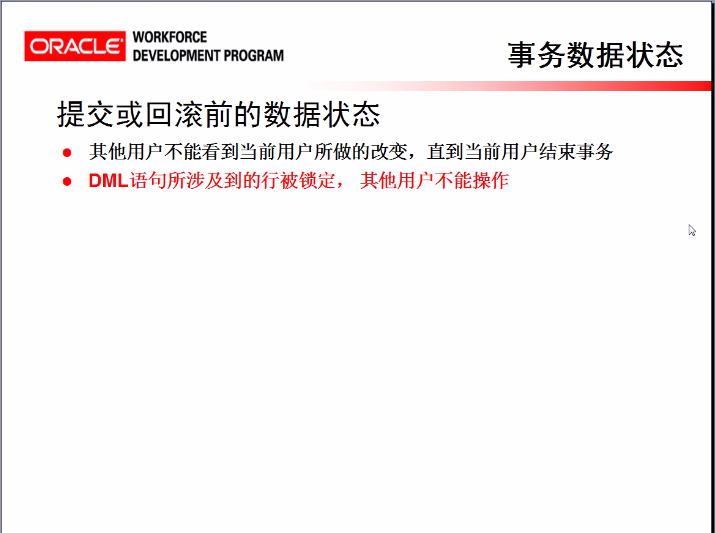 ORACLE
WORKFORCE
DEVELOPMENT PROGRAM
事务数据状态
提交或回滚前的数据状态
其他用户不能看到当前用户所做的改变，直到当前用户结束事务
DML语句所涉及到的行被锁定， 其他用户不能操作